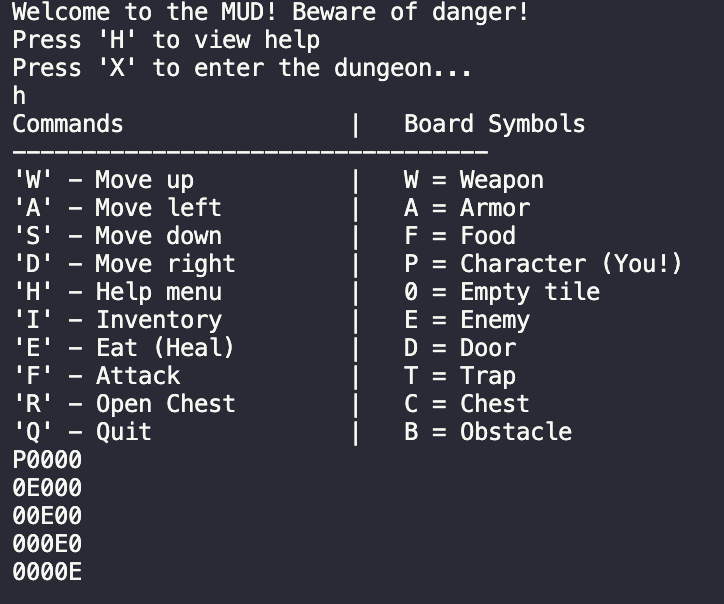 Welcome to the MUD! Beware of danger!
Press 'H' to view help
Press 'X' to enter the dungeon...
h
Commands                |   Board Symbols
----------------------------------
'W' - Move up           |   W = Weapon
'A' - Move left         |   A = Armor
'S' - Move down         |   F = Food
'D' - Move right        |   P = Character (You!)
'H' - Help menu         |   0 = Empty tile
'I' - Inventory         |   E = Enemy
'E' - Eat (Heal)        |   D = Door
'F' - Attack            |   T = Trap
'R' - Open Chest        |   C = Chest
'Q' - Quit              |   B = Obstacle
P0000
0E000
00E00
000E0
0000E